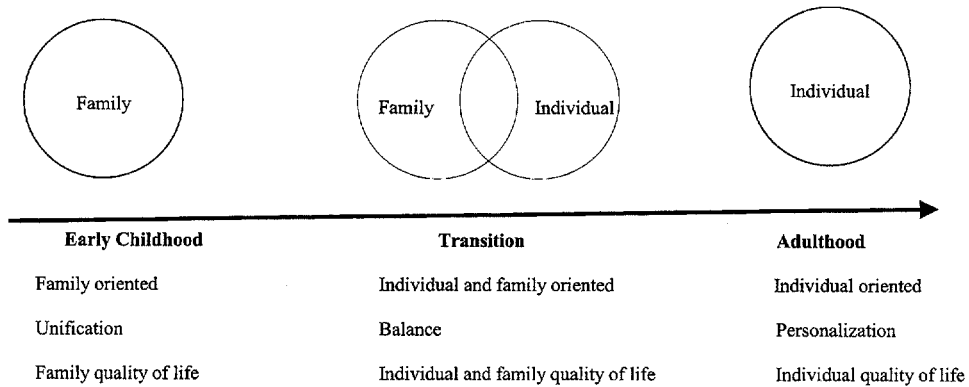 Family
Family
Individual
Individual
Early Childhood
Transition
Adulthood
Family oriented
Individual and family oriented
Individual oriented
Unification
Balance
Personalization
Family quality of life
Individual and family quality of life
Individual quality of life